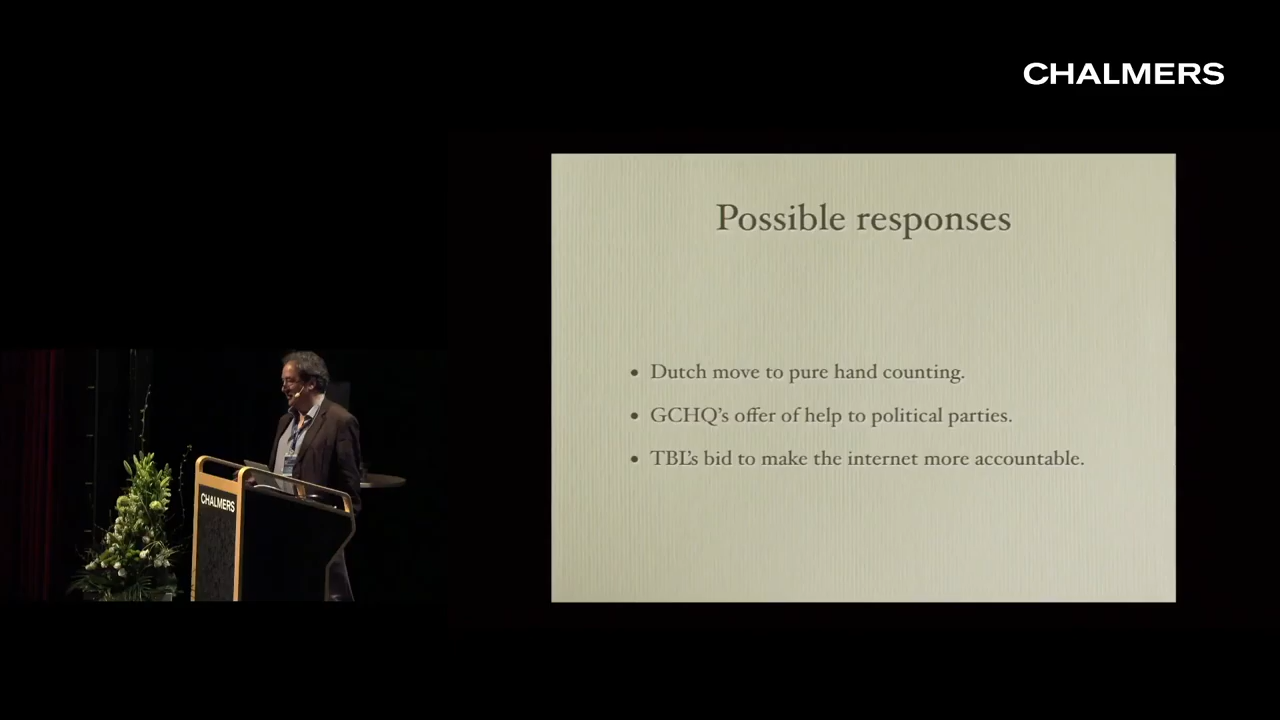 CHALMERS
Possible responses
• Dutch move to pure hand counting.
• GCHQ's offer of help to political parties.
• TBL's bid to make the internet more accountable.
CHALMERS